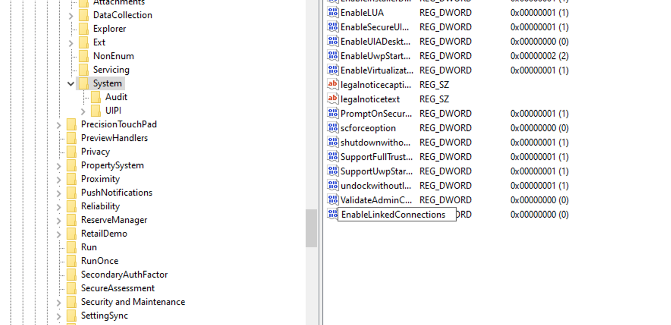 Attachments
DataCollection
Explorer
Ext
NonEnum
Servicing
System
Audit
UIPI
PrecisionTouchPad
PreviewHandlers
Privacy
PropertySystem
Proximity
PushNotifications
Reliability
ReserveManager
RetailDemo
Run
RunOnce
SecondaryAuthFactor
SecureAssessment
Security and Maintenance
SettingSync
EnableLUA REG_DWORD 0x00000001 (1)
EnableSecureUI... REG_DWORD 0x00000001 (1)
EnableUIADeskt... REG_DWORD 0x00000000 (0)
EnableUwpStart... REG_DWORD 0x00000002 (2)
EnableVirtualizat... REG_DWORD 0x00000001 (1)
legalnoticecapti... REG_SZ
legalnoticetext REG_SZ
PromptOnSecur... REG_DWORD 0x00000001 (1)
scforceoption REG_DWORD 0x00000000 (0)
shutdownwitho... REG_DWORD 0x00000001 (1)
SupportFullTrust... REG_DWORD 0x00000001 (1)
SupportUwpStar... REG_DWORD 0x00000001 (1)
undockwithoutl... REG_DWORD 0x00000001 (1)
ValidateAdminC... REG_DWORD 0x00000000 (0)
EnableLinkedConnections DWORD 0x00000000 (0)